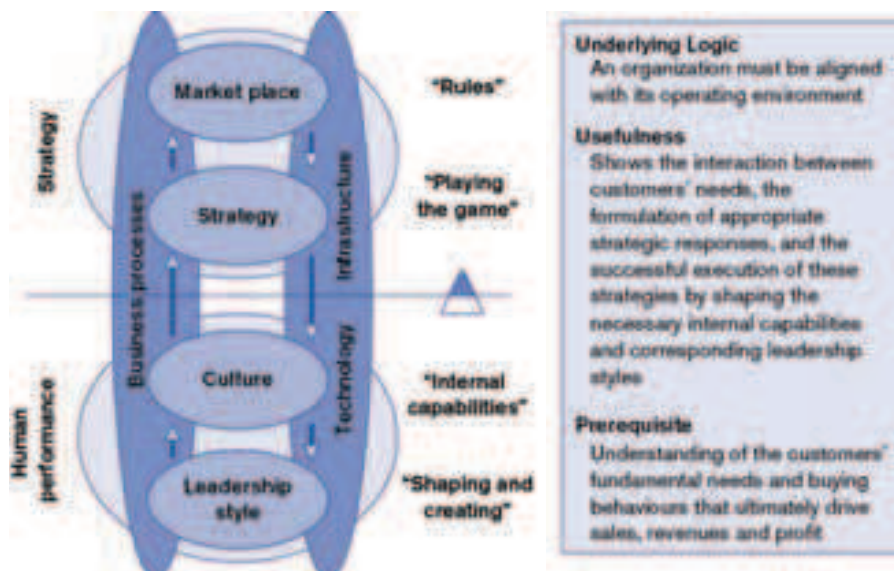 Market place
Strategy
Culture
Leadership
style
Business processes
Technology
Infrastructure
Strategy
Human
performance
"Rules"
"Playing
the game"
"Internal
capabilities"
"Shaping and
creating"
Underlying Logic
An organization must be aligned
with its operating environment
Usefulness
Shows the interaction between
customers' needs, the
formulation of appropriate
strategic responses, and the
successful execution of these
strategies by shaping the
necessary internal capabilities
and corresponding leadership
styles
Prerequisite
Understanding of the customers'
fundamental needs and buying
behaviours that ultimately drive
sales, revenues and profit